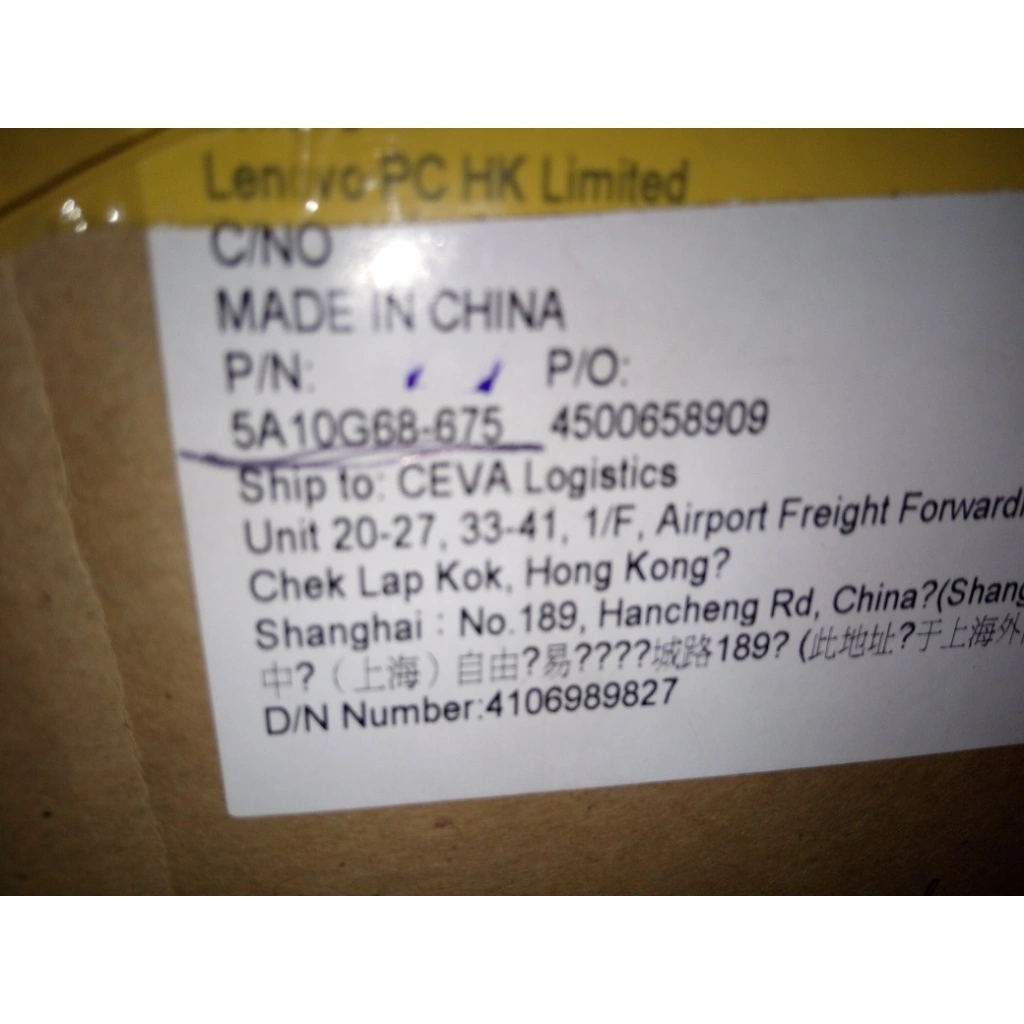 Lenovo PC HK Limited
C/NO
MADE IN CHINA
P/N: P/O:
5A10G68-675 4500658909
Ship to: CEVA Logistics
Unit 20-27, 33-41, 1/F, Airport Freight Forwardi
Chek Lap Kok, Hong Kong?
Shanghai : No.189, Hancheng Rd, China?(Shang
中?（上海）自由?易????城路189? (此地址?于上海外
D/N Number:4106989827